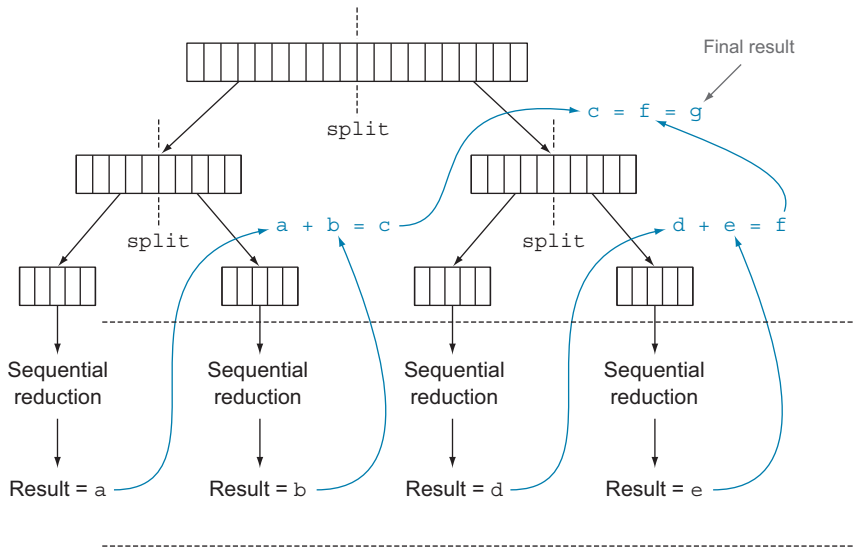 Final result
c = f = g
split
a + b = c
d + e = f
split
split
Sequential
reduction
Sequential
reduction
Sequential
reduction
Sequential
reduction
Result = a
Result = b
Result = d
Result = e